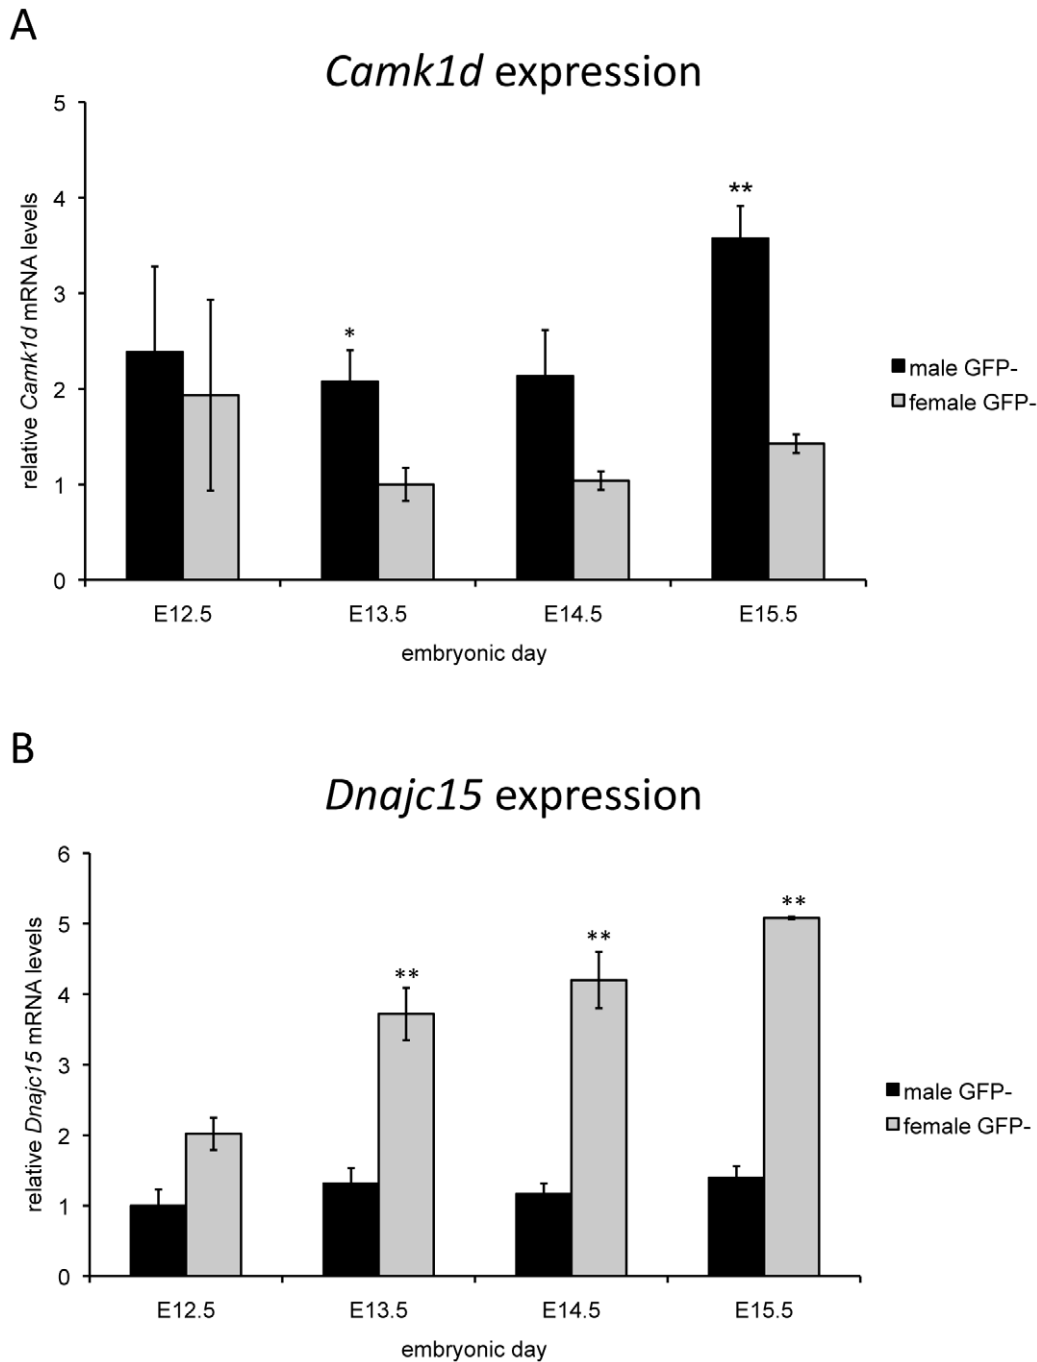 A
Camk1d expression
relative Camk1d mRNA levels
5
4
3
2
1
0
**
*
male GFP-
female GFP-
E12.5 E13.5 E14.5 E15.5
embryonic day
B
Dnajc15 expression
relative Dnajc15 mRNA levels
6
5
4
3
2
1
0
**
**
**
male GFP-
female GFP-
E12.5 E13.5 E14.5 E15.5
embryonic day